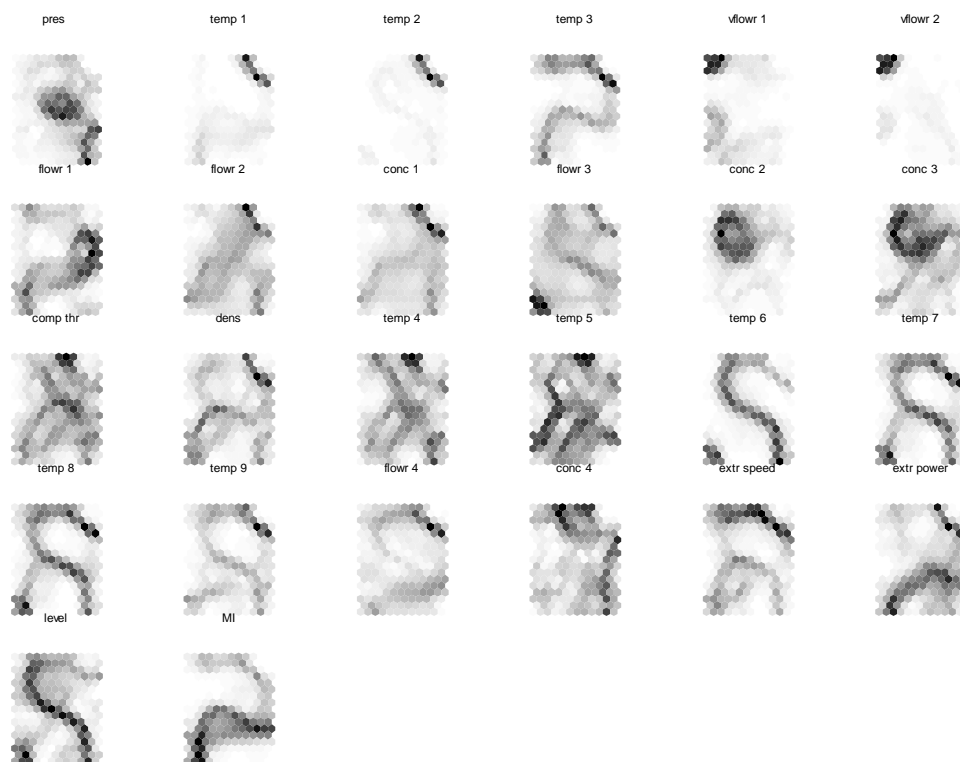 pres temp 1 temp 2 temp 3 vflowr 1 vflowr 2
flowr 1 flowr 2 conc 1 flowr 3 conc 2 conc 3
comp thr dens temp 4 temp 5 temp 6 temp 7
temp 8 temp 9 flowr 4 conc 4 extr speed extr power
level MI